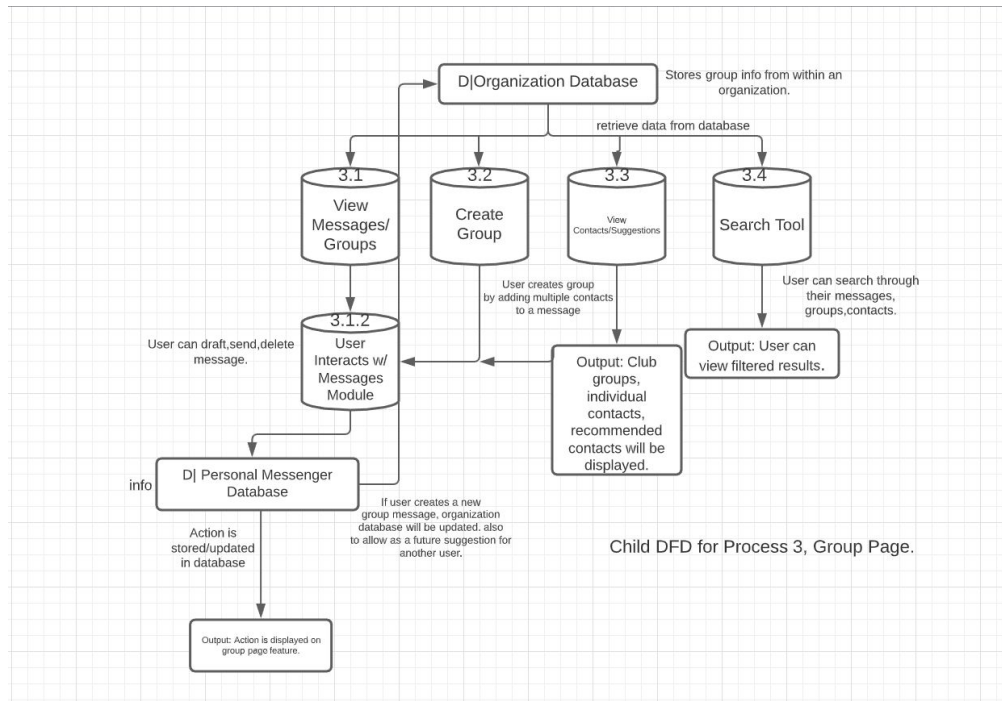 D|Organization Database
Stores group info from within an
organization.
retrieve data from database
3.1
View
Messages/
Groups
3.2
Create
Group
3.3
View
Contacts/Suggestions
3.4
Search Tool
User creates group
by adding multiple contacts
to a message
User can search through
their messages,
groups,contacts.
3.1.2
User
Interacts w/
Messages
Module
User can draft,send,delete
message.
Output: Club
groups,
individual
contacts,
recommended
contacts will be
displayed.
Output: User can
view filtered results.
info
D| Personal Messenger
Database
If user creates a new
group message, organization
database will be updated. also
to allow as a future suggestion for
another user.
Action is
stored/updated
in database
Child DFD for Process 3, Group Page.
Output: Action is displayed on
group page feature.